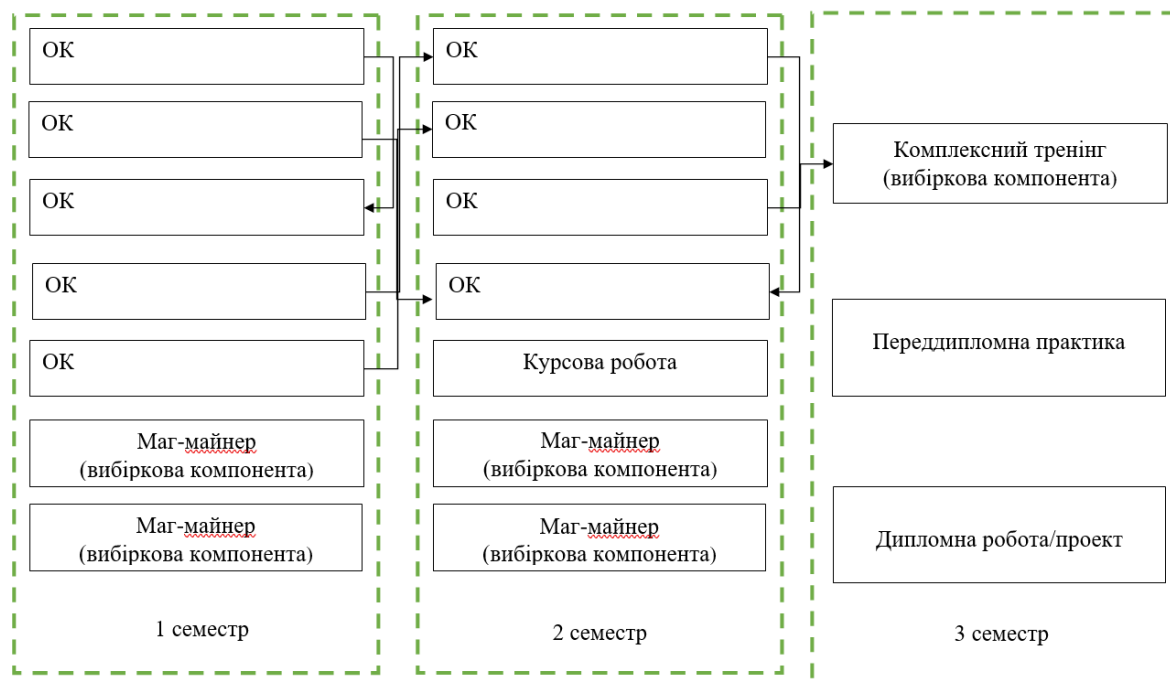 ОК
ОК
ОК
ОК
ОК
Маг-майнер
(вибіркова компонента)
Маг-майнер
(вибіркова компонента)
1 семестр
ОК
ОК
ОК
ОК
Курсова робота
Маг-майнер
(вибіркова компонента)
Маг-майнер
(вибіркова компонента)
2 семестр
Комплексний тренінг
(вибіркова компонента)
Переддипломна практика
Дипломна робота/проект
3 семестр